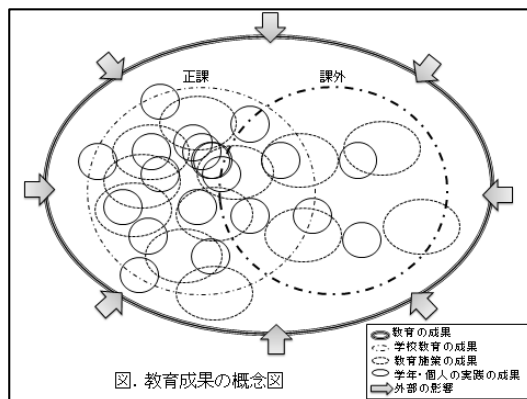 正課
課外
教育の成果
学校教育の成果
教育施策の成果
学年・個人の実践の成果
外部の影響
図. 教育成果の概念図